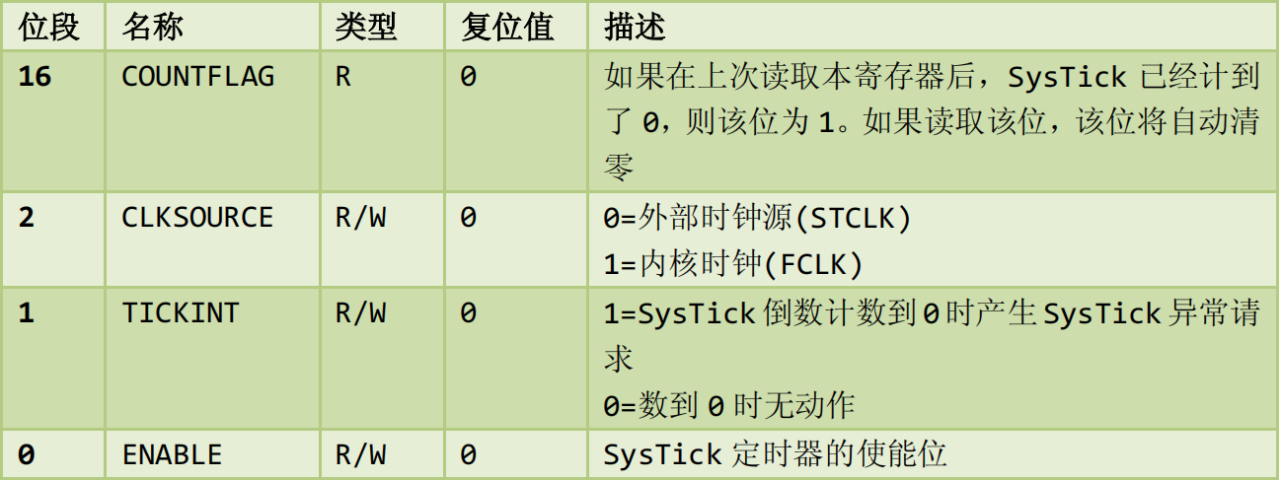 位段 名称 类型 复位值 描述
16 COUNTFLAG R 0 如果在上次读取本寄存器后，SysTick 已经计到
了 0，则该位为 1。如果读取该位，该位将自动清
零
2 CLKSOURCE R/W 0 0=外部时钟源(STCLK)
1=内核时钟(FCLK)
1 TICKINT R/W 0 1=SysTick 倒数计数到 0 时产生 SysTick 异常请
求
0=数到 0 时无动作
0 ENABLE R/W 0 SysTick 定时器的使能位